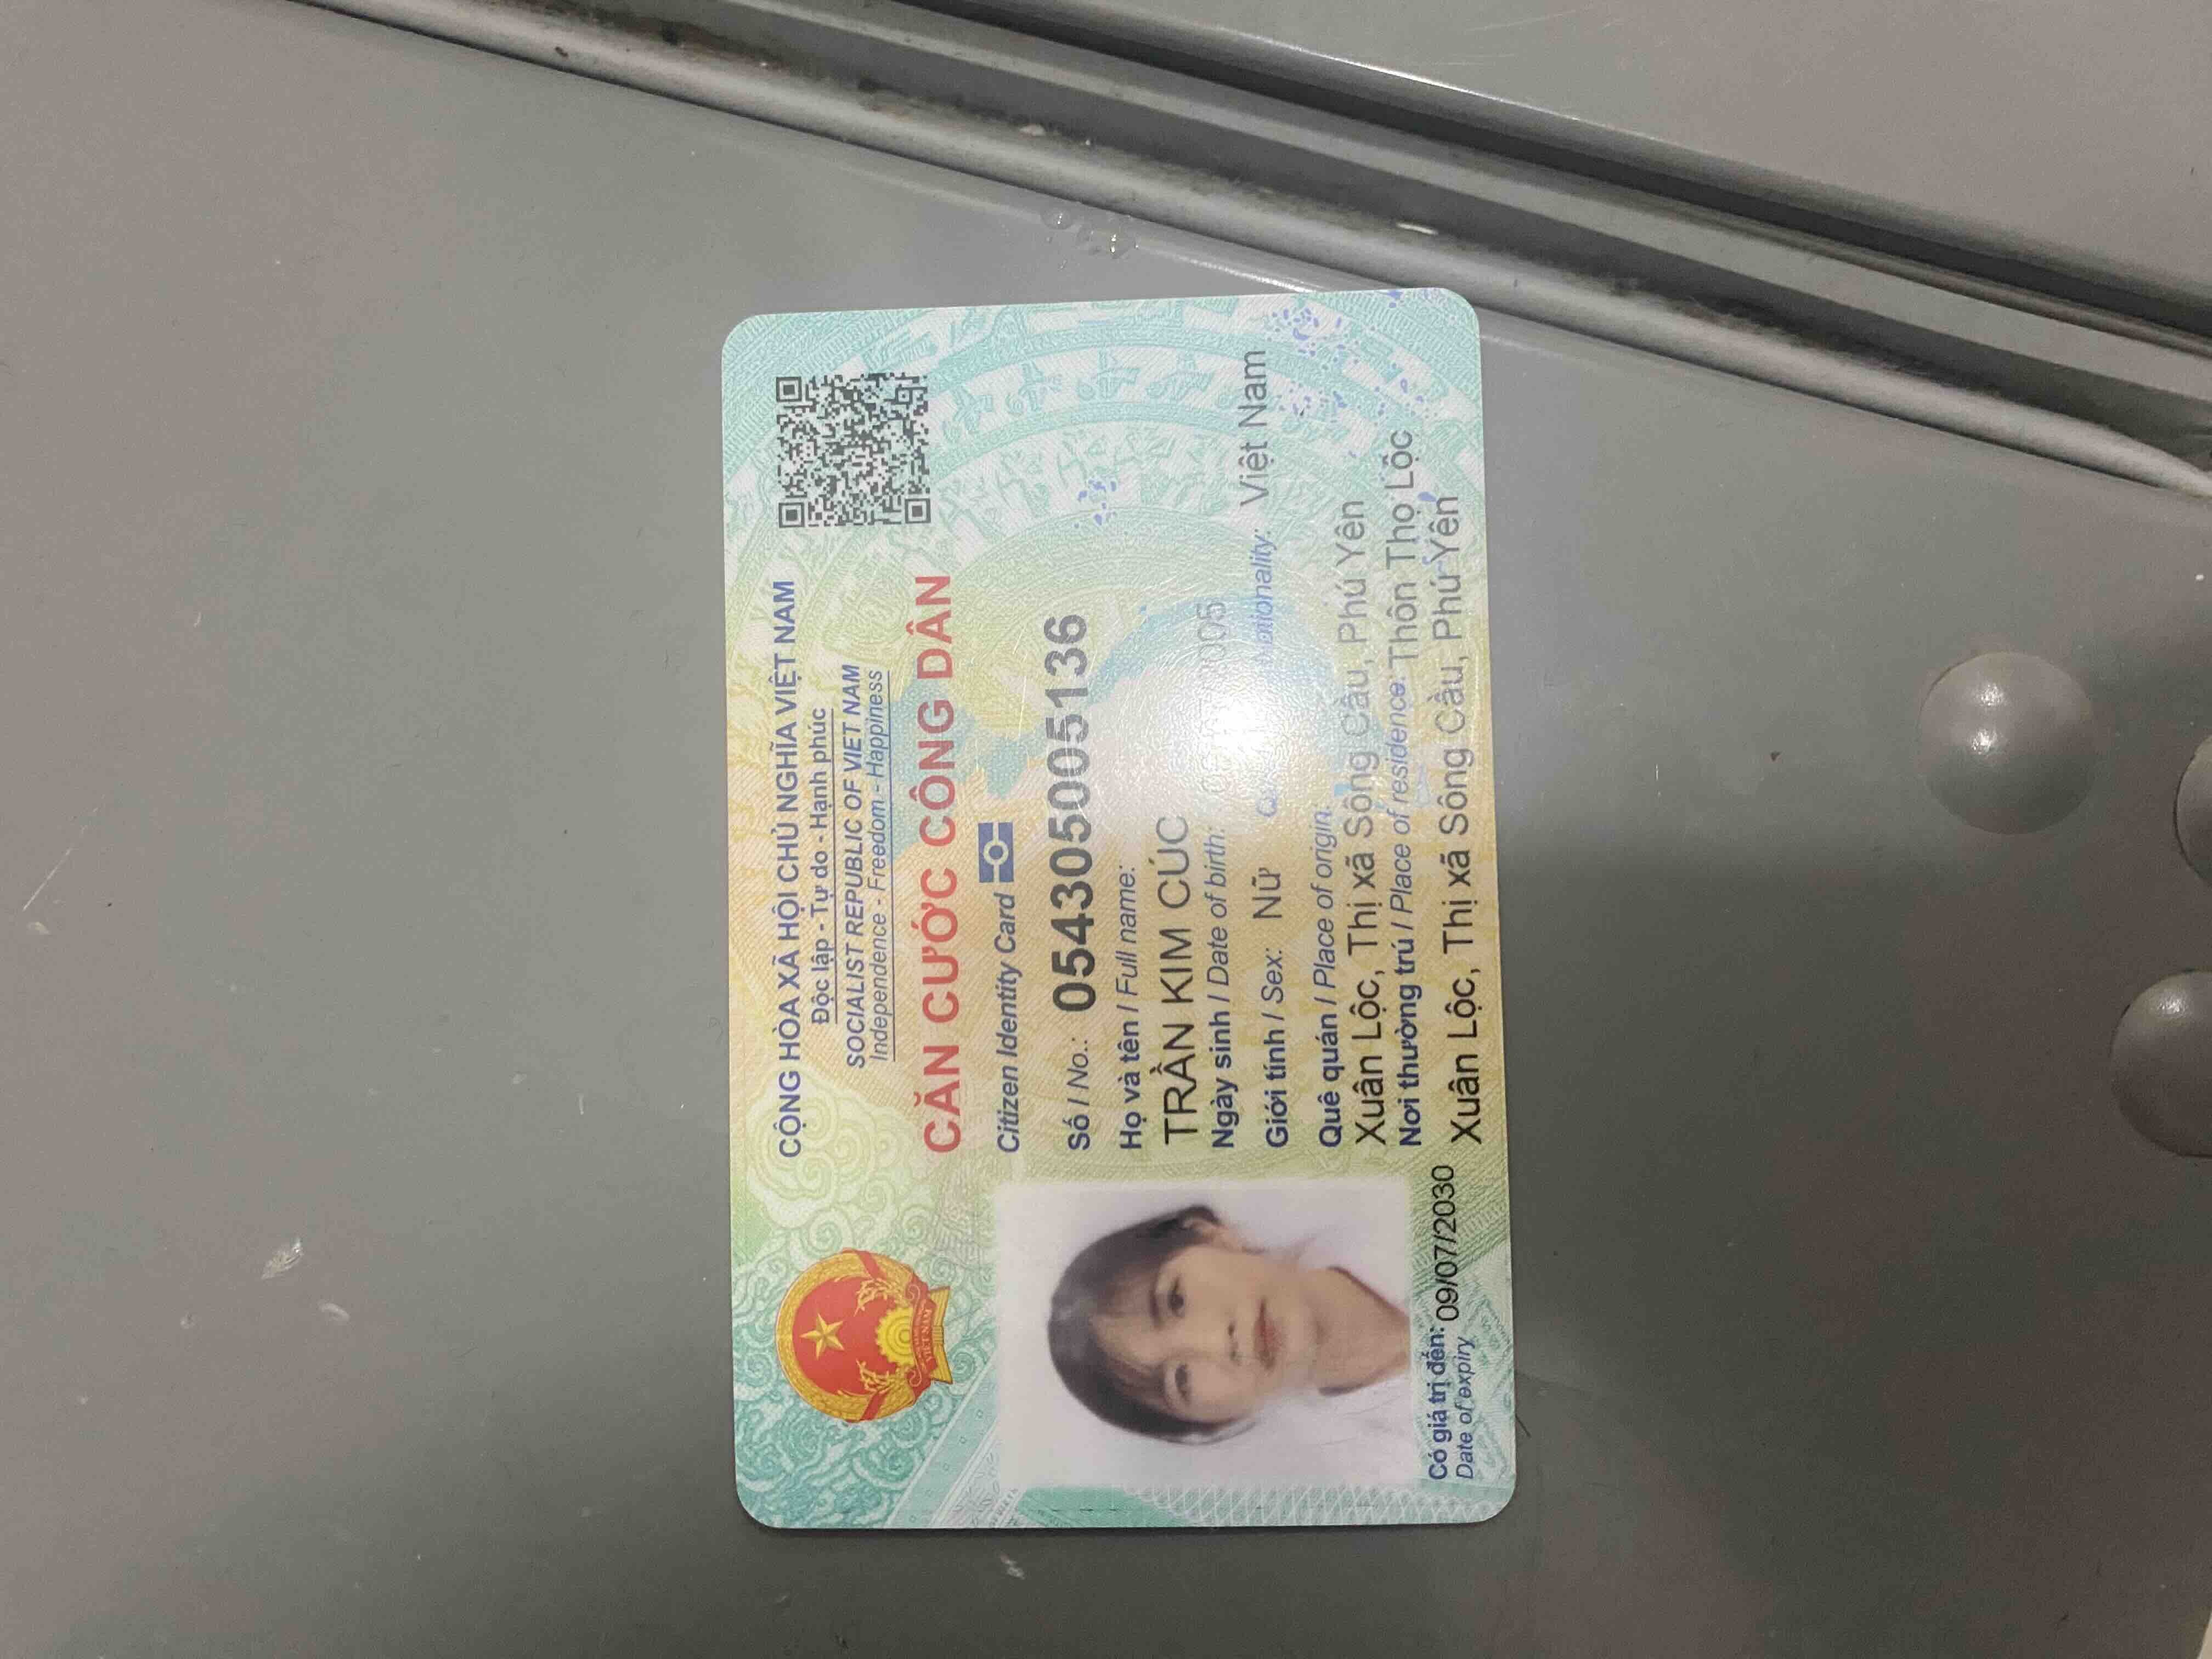 CỘNG HÒA XÃ HỘI CHỦ NGHĨA VIỆT NAM
Độc lập - Tự do - Hạnh phúc
SOCIALIST REPUBLIC OF VIET NAM
Independence - Freedom - Happiness
CĂN CƯỚC CÔNG DÂN
Citizen Identity Card
Số / No.: 054305005136
Họ và tên / Full name:
TRẦN KIM CÚC
Ngày sinh / Date of birth:
Giới tính / Sex: Nữ Việt Nam
Quê quán / Place of origin:
Xuân Lộc, Thị xã Sông Cầu, Phú Yên
Nơi thường trú / Place of residence: Thôn Thọ Lộc
Xuân Lộc, Thị xã Sông Cầu, Phú Yên
Có giá trị đến: 09/07/2030
Date of expiry